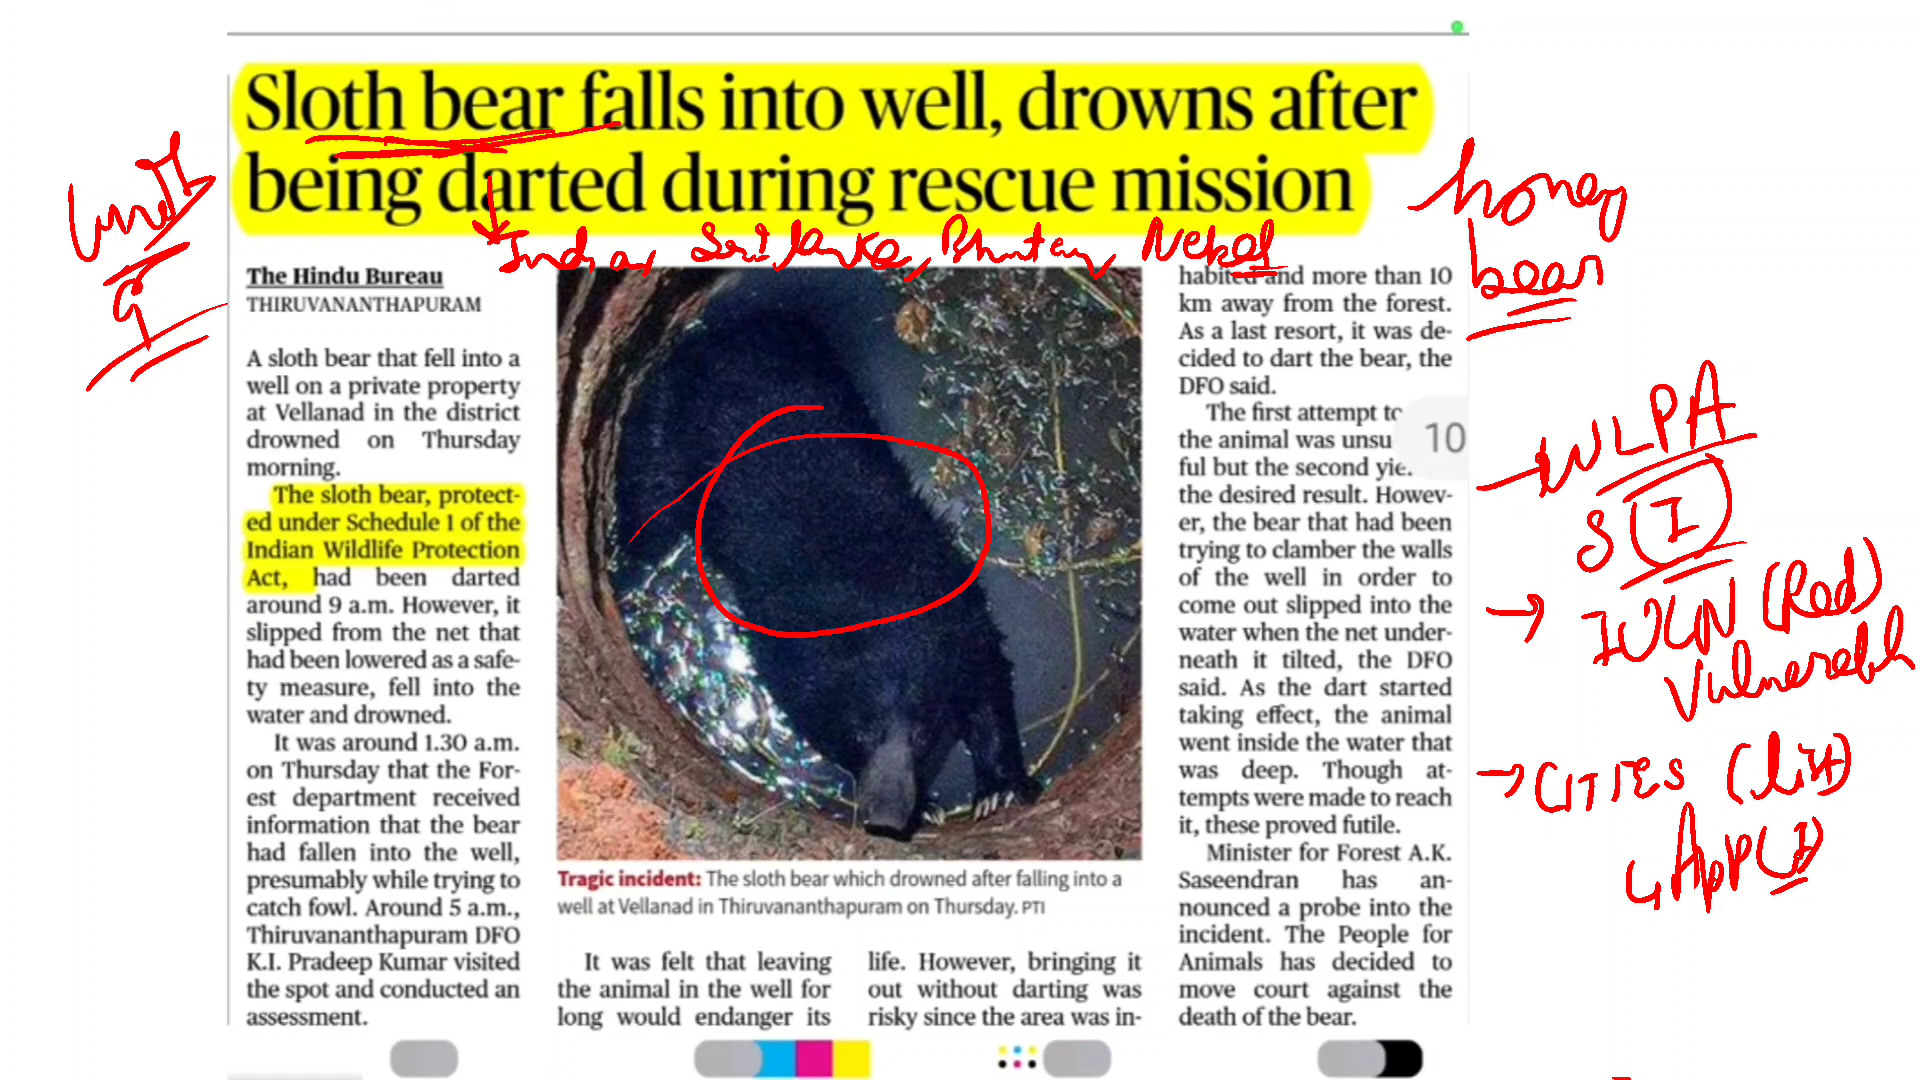 Sloth bear falls into well, drowns after
being darted during rescue mission
India, Sri lanka, Bhutan, Nepal
honey
bear
The Hindu Bureau
THIRUVANANTHAPURAM
A sloth bear that fell into a
well on a private property
at Vellanad in the district
drowned on Thursday
morning.
The sloth bear, protect-
ed under Schedule 1 of the
Indian Wildlife Protection
Act, had been darted
around 9 a.m. However, it
slipped from the net that
had been lowered as a safe-
ty measure, fell into the
water and drowned.
It was around 1.30 a.m.
on Thursday that the For-
est department received
information that the bear
had fallen into the well,
presumably while trying to
catch fowl. Around 5 a.m.,
Thiruvananthapuram DFO
K.I. Pradeep Kumar visited
the spot and conducted an
assessment.
Tragic incident: The sloth bear which drowned after falling into a
well at Vellanad in Thiruvananthapuram on Thursday. PTI
It was felt that leaving
the animal in the well for
long would endanger its
life. However, bringing it
out without darting was
risky since the area was in-
habited and more than 10
km away from the forest.
As a last resort, it was de-
cided to dart the bear, the
DFO said.
The first attempt to
the animal was unsu
ful but the second yie
the desired result. Howev-
er, the bear that had been
trying to clamber the walls
of the well in order to
come out slipped into the
water when the net under-
neath it tilted, the DFO
said. As the dart started
taking effect, the animal
went inside the water that
was deep. Though at-
tempts were made to reach
it, these proved futile.
Minister for Forest A.K.
Saseendran has an-
nounced a probe into the
incident. The People for
Animals has decided to
move court against the
death of the bear.
10
WLPA
S I
IUCN (Red)
Vulnerable
CITIES (list)
App (I)